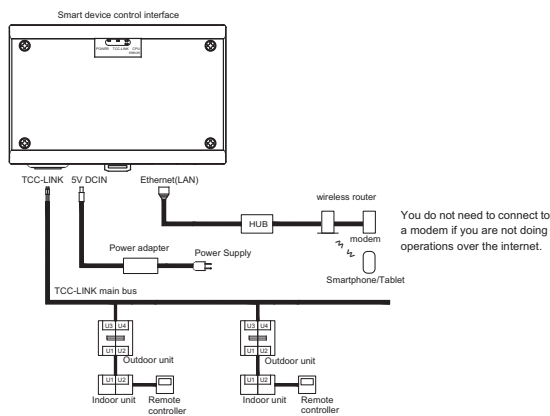 Smart device control interface
POWER TCC-LINK CPU
ERROR
TCC-LINK 5V DCIN Ethernet(LAN)
wireless router
HUB
modem
You do not need to connect to
a modem if you are not doing
operations over the internet.
Power adapter
Power Supply
Smartphone/Tablet
TCC-LINK main bus
U3 U4
U1 U2
Outdoor unit
U1 U2
Indoor unit
Remote
controller
U3 U4
U1 U2
Outdoor unit
U1 U2
Indoor unit
Remote
controller